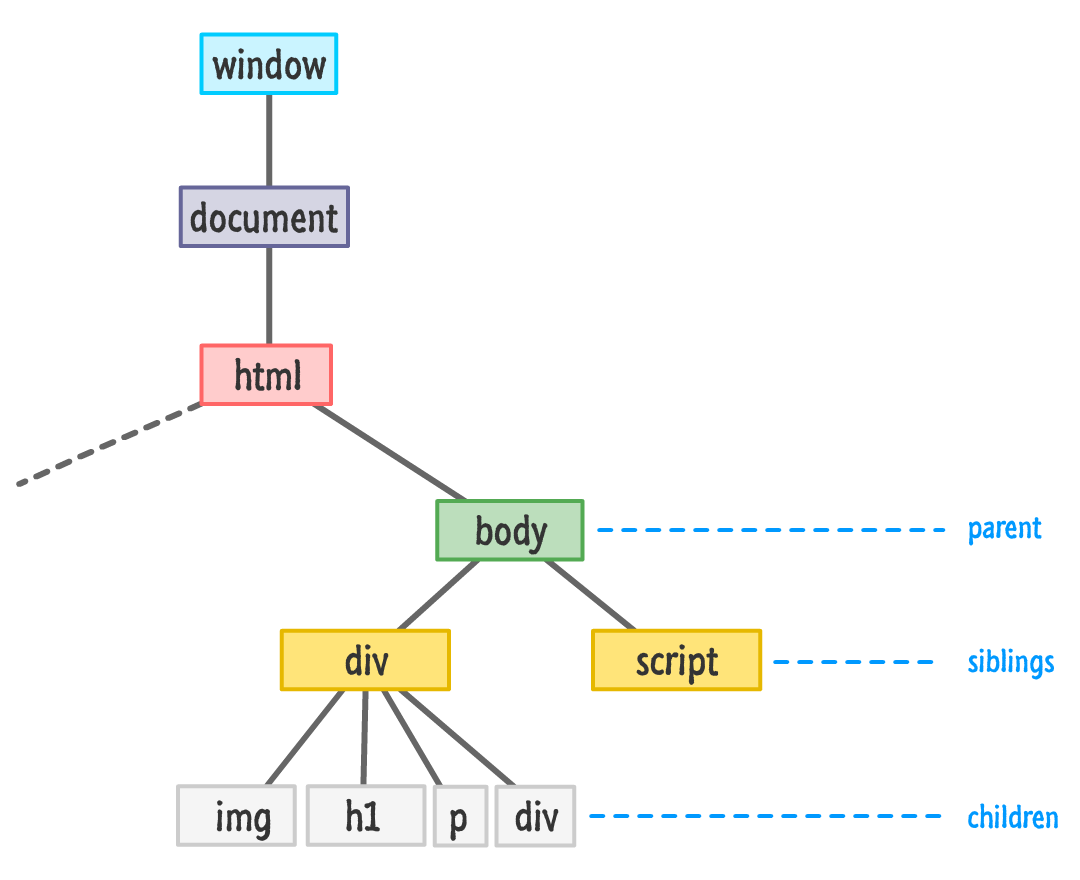 window
document
html
body
parent
div
script
siblings
img
h1
p
div
children